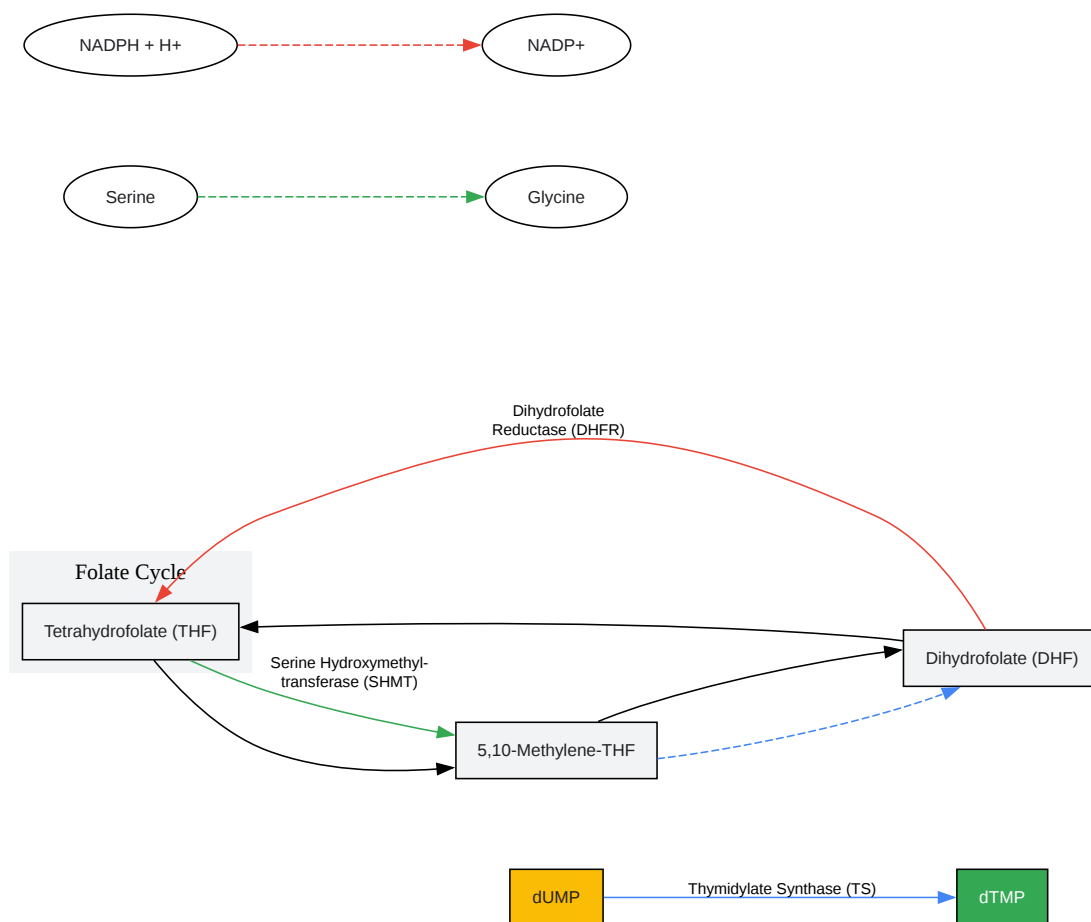 NADPH + H+
NADP+
Serine
Glycine
Dihydrofolate
Reductase (DHFR)
Folate Cycle
Tetrahydrofolate (THF)
Dihydrofolate (DHF)
Serine Hydroxymethyl-
transferase (SHMT)
5,10-Methylene-THF
dUMP
Thymidylate Synthase (TS)
dTMP